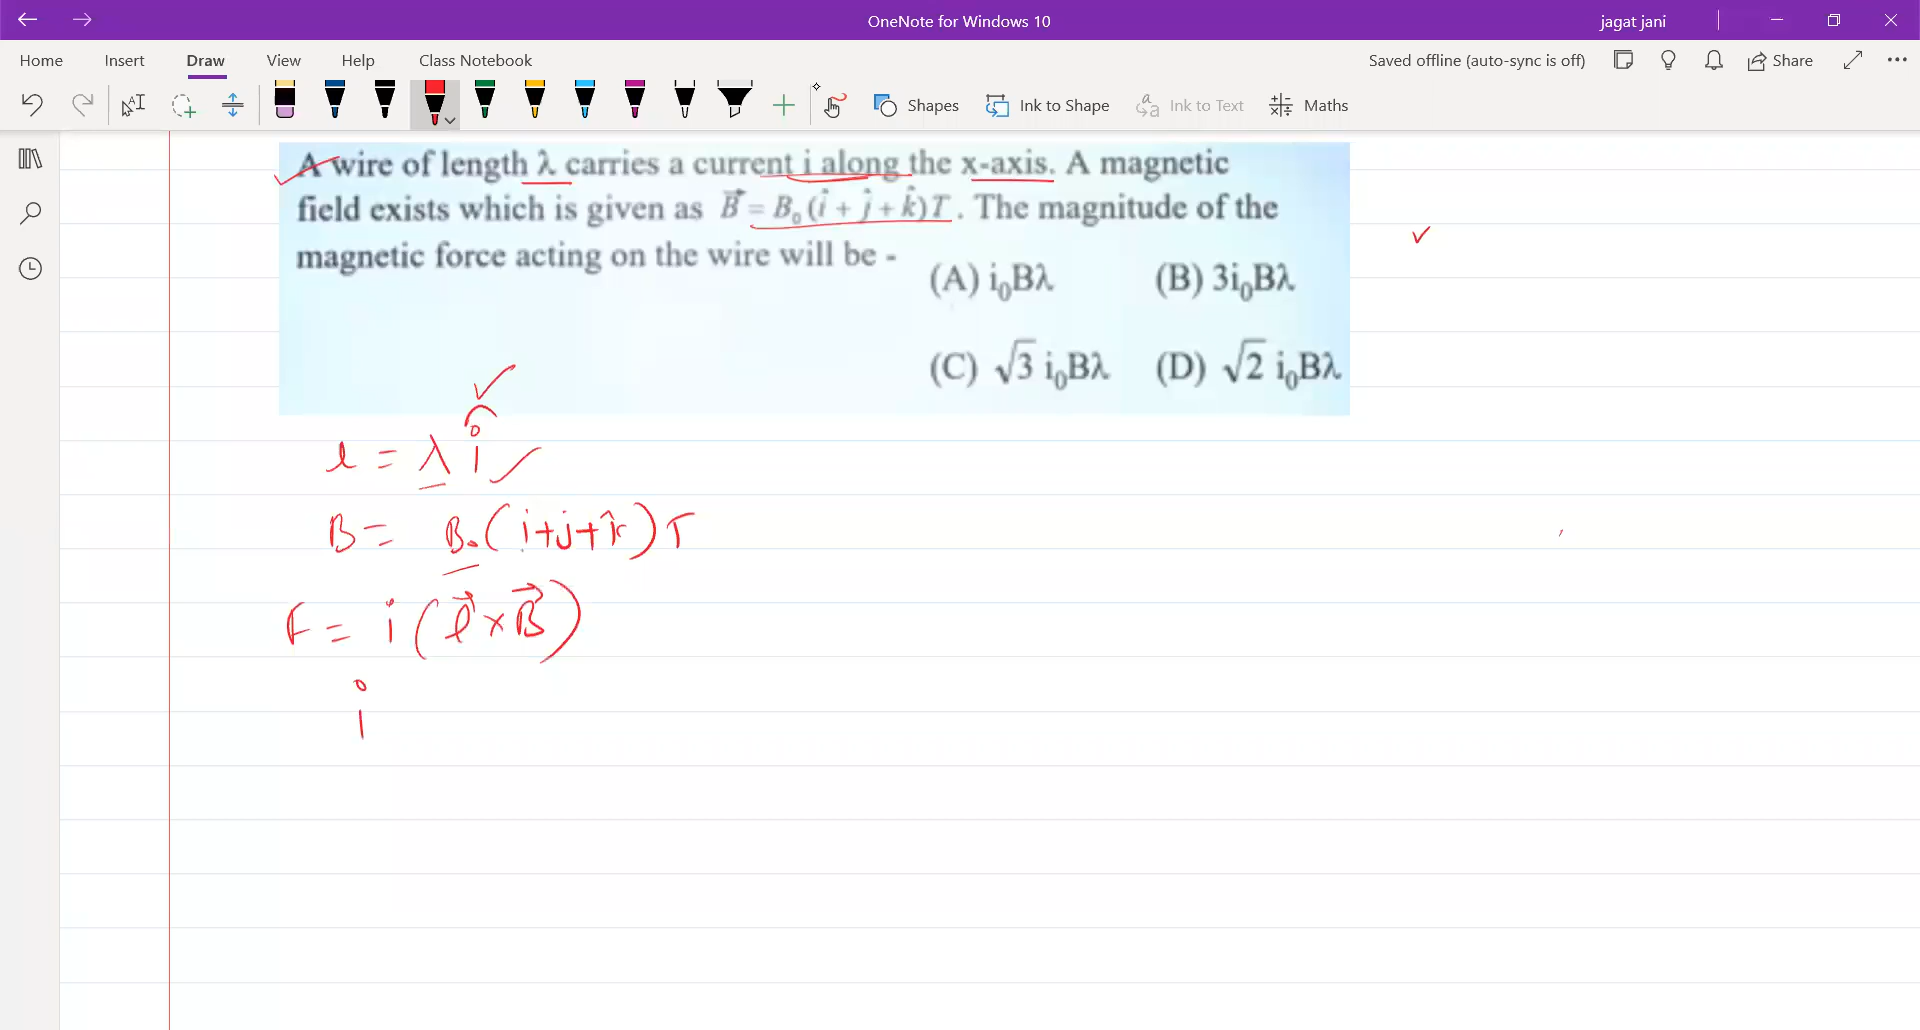 OneNote for Windows 10
jagat jani
Home Insert Draw View Help Class Notebook
Saved offline (auto-sync is off) Share
Shapes Ink to Shape Ink to Text Maths
A wire of length λ carries a current i along the x-axis. A magnetic
field exists which is given as B⃗ = B₀ (î + ĵ + k̂)T . The magnitude of the
magnetic force acting on the wire will be -
(A) i₀Bλ (B) 3i₀Bλ
(C) √3 i₀Bλ (D) √2 i₀Bλ
l = λ i
B = B₀ (i+j+k̂) T
F = i (l⃗ × B⃗)
i